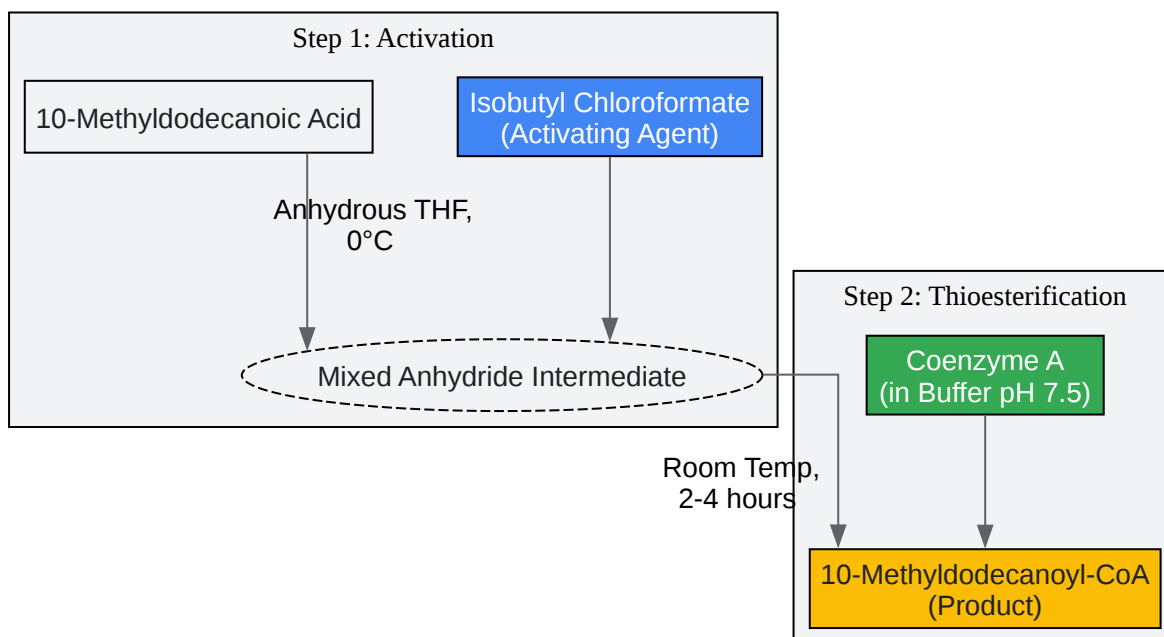 Step 1: Activation
10-Methyldodecanoic Acid
Isobutyl Chloroformate
(Activating Agent)
Anhydrous THF,
0°C
Mixed Anhydride Intermediate
Step 2: Thioesterification
Coenzyme A
(in Buffer pH 7.5)
Room Temp,
2-4 hours
10-Methyldodecanoyl-CoA
(Product)